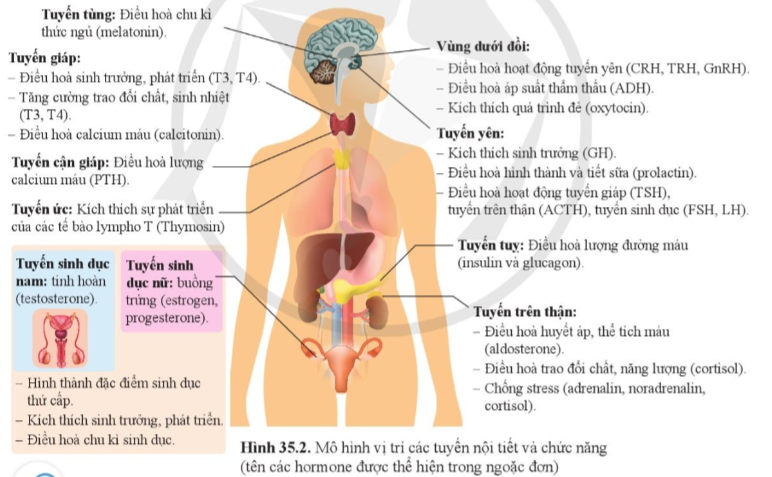 Tuyến tùng: Điều hoà chu kì
thức ngủ (melatonin).
Tuyến giáp:
– Điều hoà sinh trưởng, phát triển (T3, T4).
– Tăng cường trao đổi chất, sinh nhiệt
(T3, T4).
– Điều hoà calcium máu (calcitonin).
Tuyến cận giáp: Điều hoà lượng
calcium máu (PTH).
Tuyến ức: Kích thích sự phát triển
của các tế bào lympho T (Thymosin)
Tuyến sinh dục
nam: tinh hoàn
(testosterone).
Tuyến sinh
dục nữ: buồng
trứng (estrogen,
progesterone).
– Hình thành đặc điểm sinh dục
thứ cấp.
– Kích thích sinh trưởng, phát triển.
– Điều hoà chu kì sinh dục.
Vùng dưới đồi:
– Điều hoà hoạt động tuyến yên (CRH, TRH, GnRH).
– Điều hoà áp suất thẩm thấu (ADH).
– Kích thích quá trình đẻ (oxytocin).
Tuyến yên:
– Kích thích sinh trưởng (GH).
– Điều hoà hình thành và tiết sữa (prolactin).
– Điều hoà hoạt động tuyến giáp (TSH),
tuyến trên thận (ACTH), tuyến sinh dục (FSH, LH).
Tuyến tuỵ: Điều hoà lượng đường máu
(insulin và glucagon).
Tuyến trên thận:
– Điều hoà huyết áp, thể tích máu
(aldosterone).
– Điều hoà trao đổi chất, năng lượng (cortisol).
– Chống stress (adrenalin, noradrenalin,
cortisol).
Hình 35.2. Mô hình vị trí các tuyến nội tiết và chức năng
(tên các hormone được thể hiện trong ngoặc đơn)